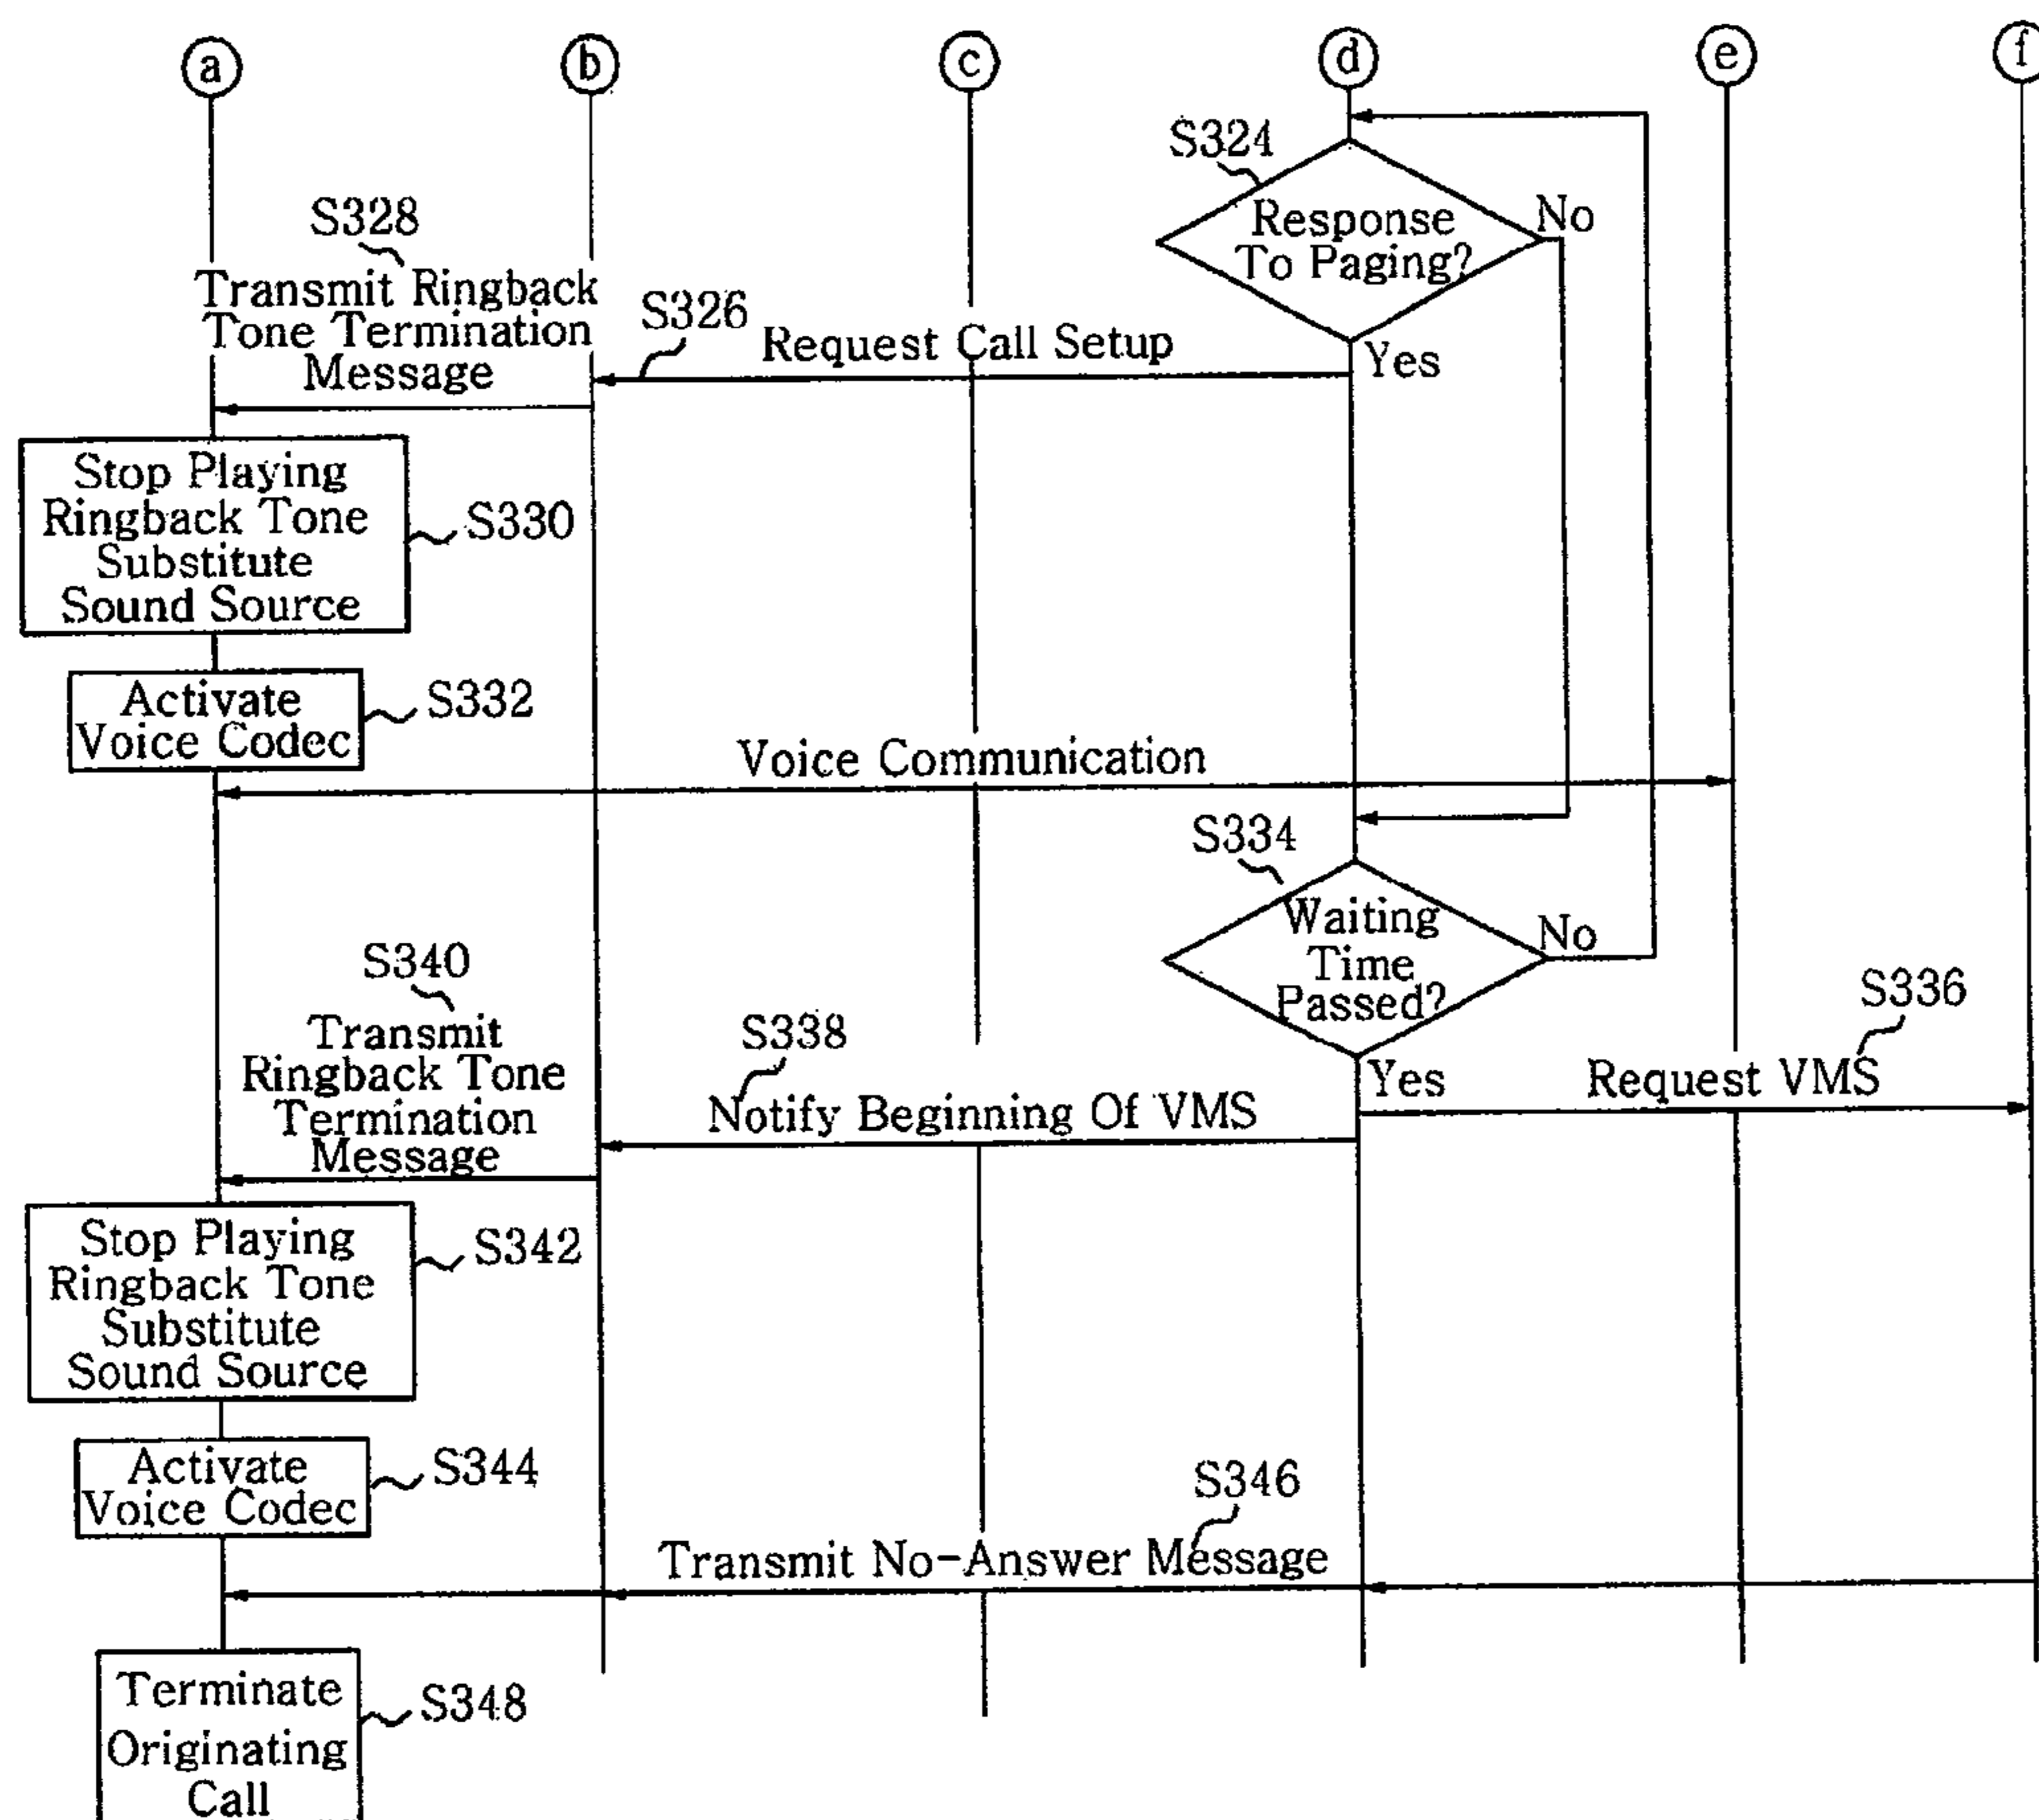 a
b
c
d
e
f
S324
Response
To Paging?
No
Yes
S328
Transmit Ringback
Tone Termination
Message
S326
Request Call Setup
Stop Playing
Ringback Tone
Substitute
Sound Source
S330
Activate
Voice Codec
S332
Voice Communication
S334
Waiting
Time
Passed?
No
Yes
S336
Request VMS
S338
Notify Beginning Of VMS
S340
Transmit
Ringback Tone
Termination
Message
Stop Playing
Ringback Tone
Substitute
Sound Source
S342
Activate
Voice Codec
S344
S346
Transmit No-Answer Message
Terminate
Originating
Call
S348